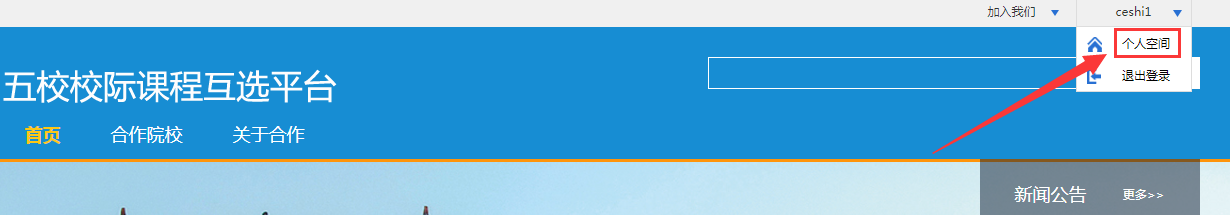 加入我们 ceshi1
个人空间
退出登录
五校校际课程互选平台
首页 合作院校 关于合作
新闻公告 更多>>